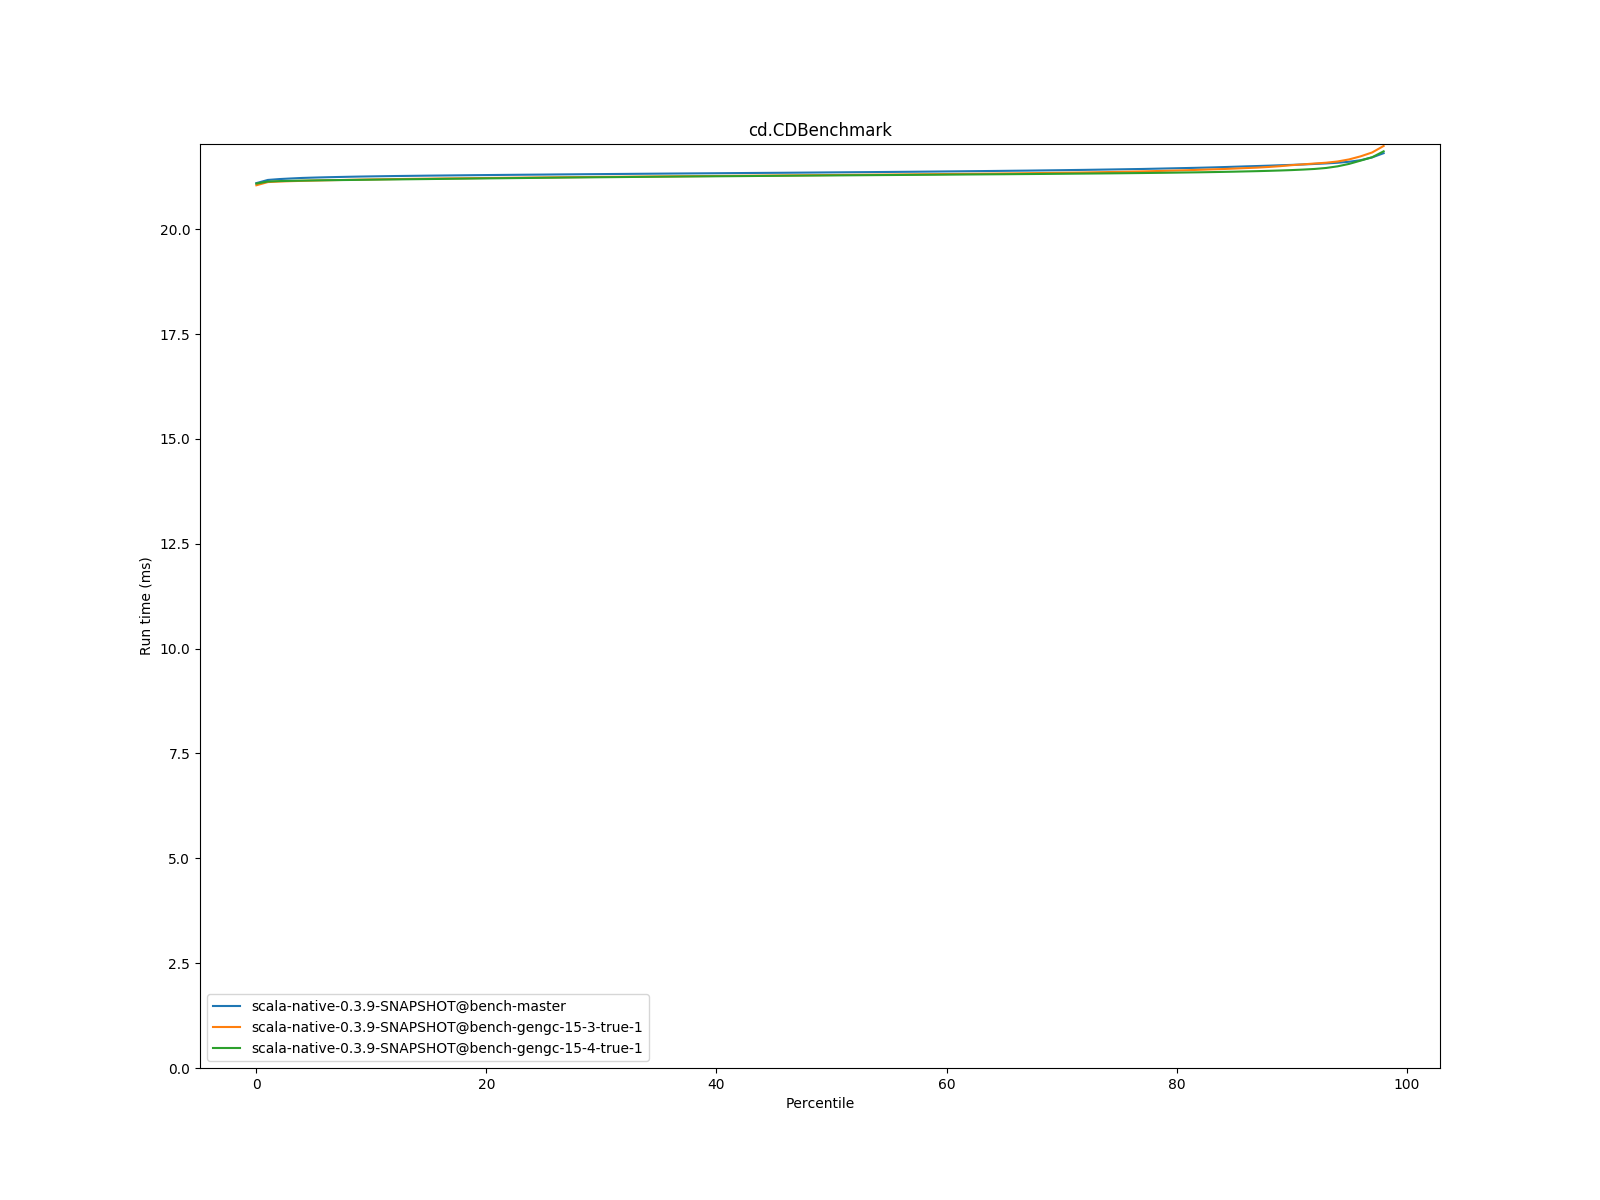 cd.CDBenchmark
Run time (ms)
20.0
17.5
15.0
12.5
10.0
7.5
5.0
2.5
0.0
scala-native-0.3.9-SNAPSHOT@bench-master
scala-native-0.3.9-SNAPSHOT@bench-gengc-15-3-true-1
scala-native-0.3.9-SNAPSHOT@bench-gengc-15-4-true-1
0 20 40 60 80 100
Percentile